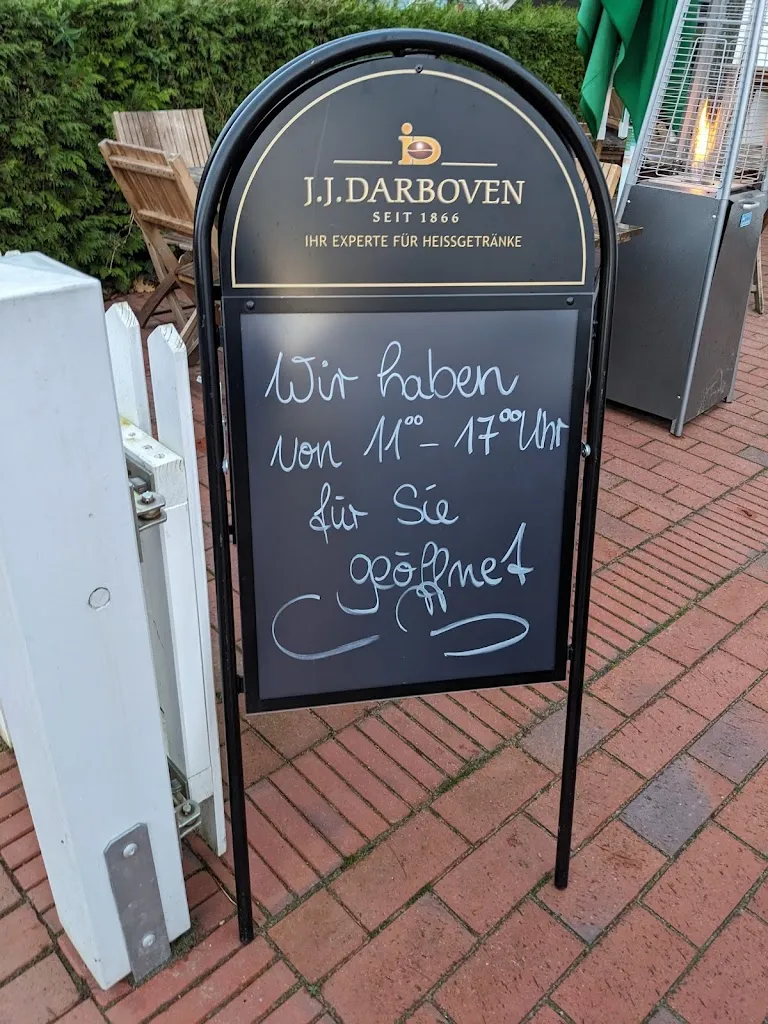 J.J.DARBOVEN
SEIT 1866
IHR EXPERTE FÜR HEISSGETRÄNKE
Wir haben
von 11⁰⁰ - 17⁰⁰ Uhr
für Sie
geöffnet